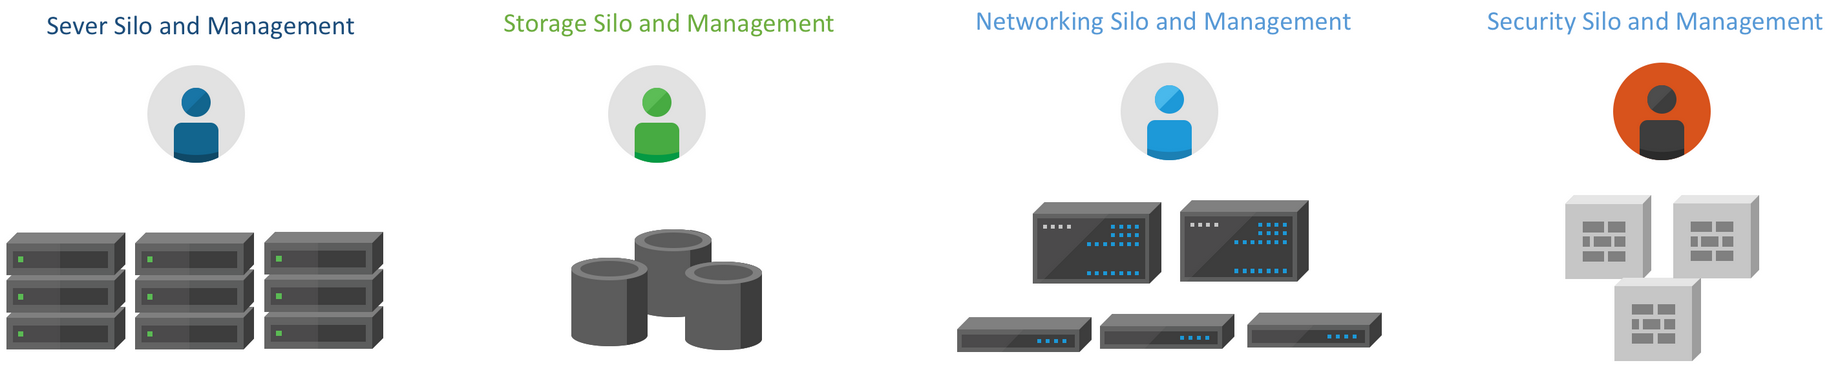 Sever Silo and Management
Storage Silo and Management
Networking Silo and Management
Security Silo and Management